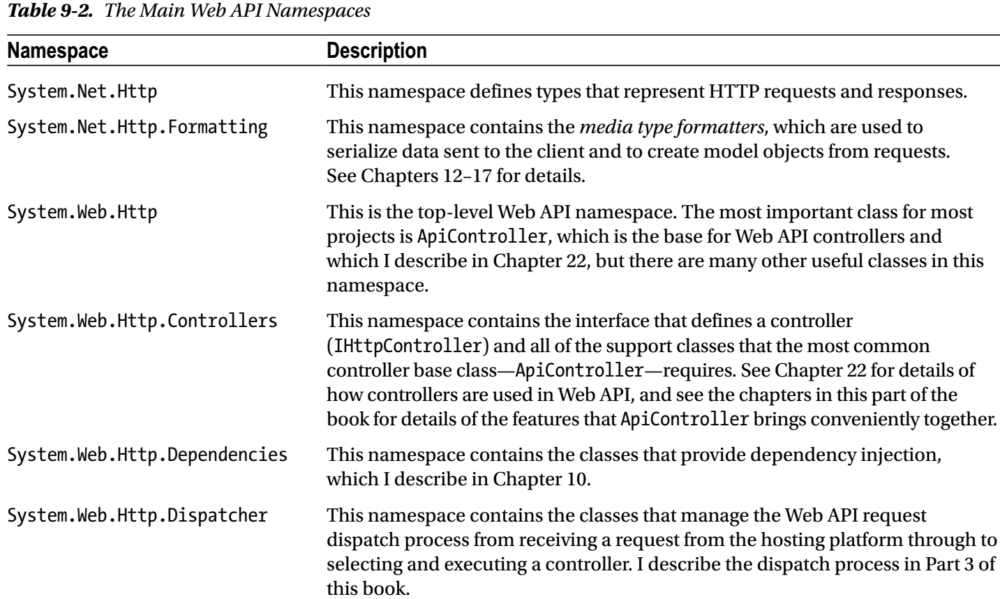 Table 9-2. The Main Web API Namespaces
Namespace Description
System.Net.Http This namespace defines types that represent HTTP requests and responses.
System.Net.Http.Formatting This namespace contains the media type formatters, which are used to
serialize data sent to the client and to create model objects from requests.
See Chapters 12–17 for details.
System.Web.Http This is the top-level Web API namespace. The most important class for most
projects is ApiController, which is the base for Web API controllers and
which I describe in Chapter 22, but there are many other useful classes in this
namespace.
System.Web.Http.Controllers This namespace contains the interface that defines a controller
(IHttpController) and all of the support classes that the most common
controller base class—ApiController—requires. See Chapter 22 for details of
how controllers are used in Web API, and see the chapters in this part of the
book for details of the features that ApiController brings conveniently together.
System.Web.Http.Dependencies This namespace contains the classes that provide dependency injection,
which I describe in Chapter 10.
System.Web.Http.Dispatcher This namespace contains the classes that manage the Web API request
dispatch process from receiving a request from the hosting platform through to
selecting and executing a controller. I describe the dispatch process in Part 3 of
this book.